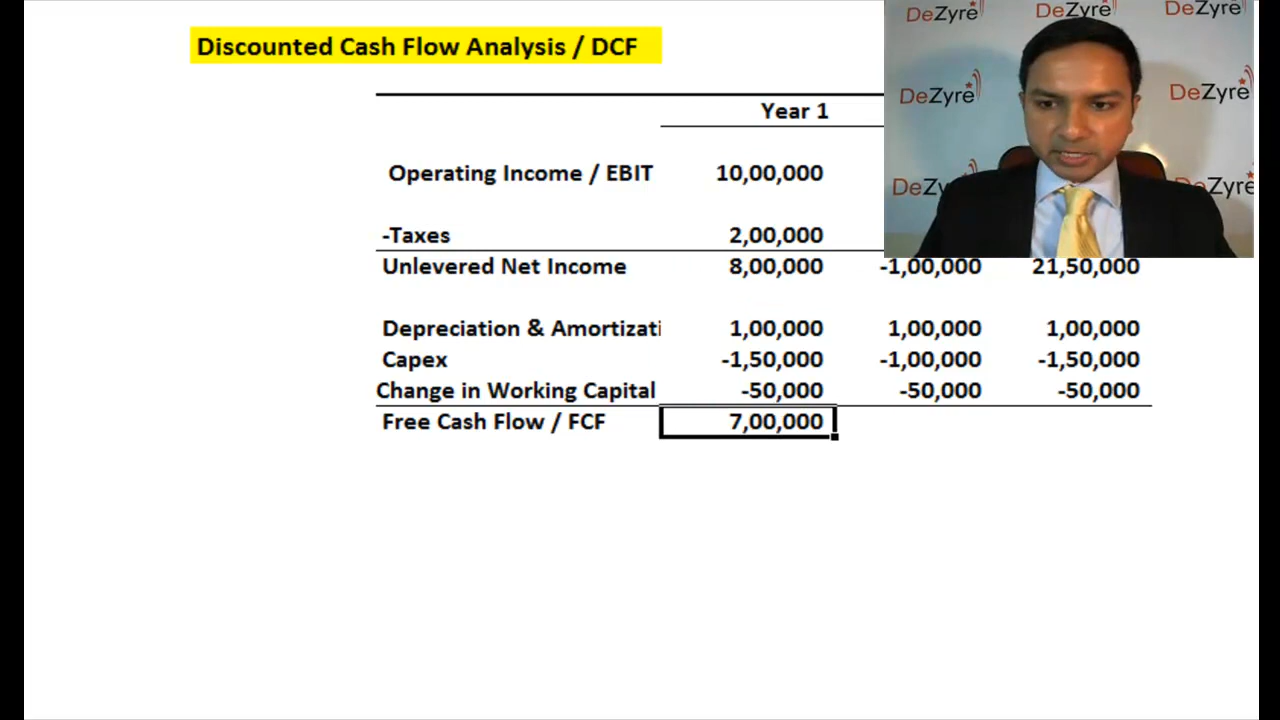 DeZyre DeZyre DeZyre
Discounted Cash Flow Analysis / DCF
DeZyre DeZyre
Year 1
Operating Income / EBIT 10,00,000
-Taxes 2,00,000
Unlevered Net Income 8,00,000 -1,00,000 21,50,000
Depreciation & Amortizati 1,00,000 1,00,000 1,00,000
Capex -1,50,000 -1,00,000 -1,50,000
Change in Working Capital -50,000 -50,000 -50,000
Free Cash Flow / FCF 7,00,000